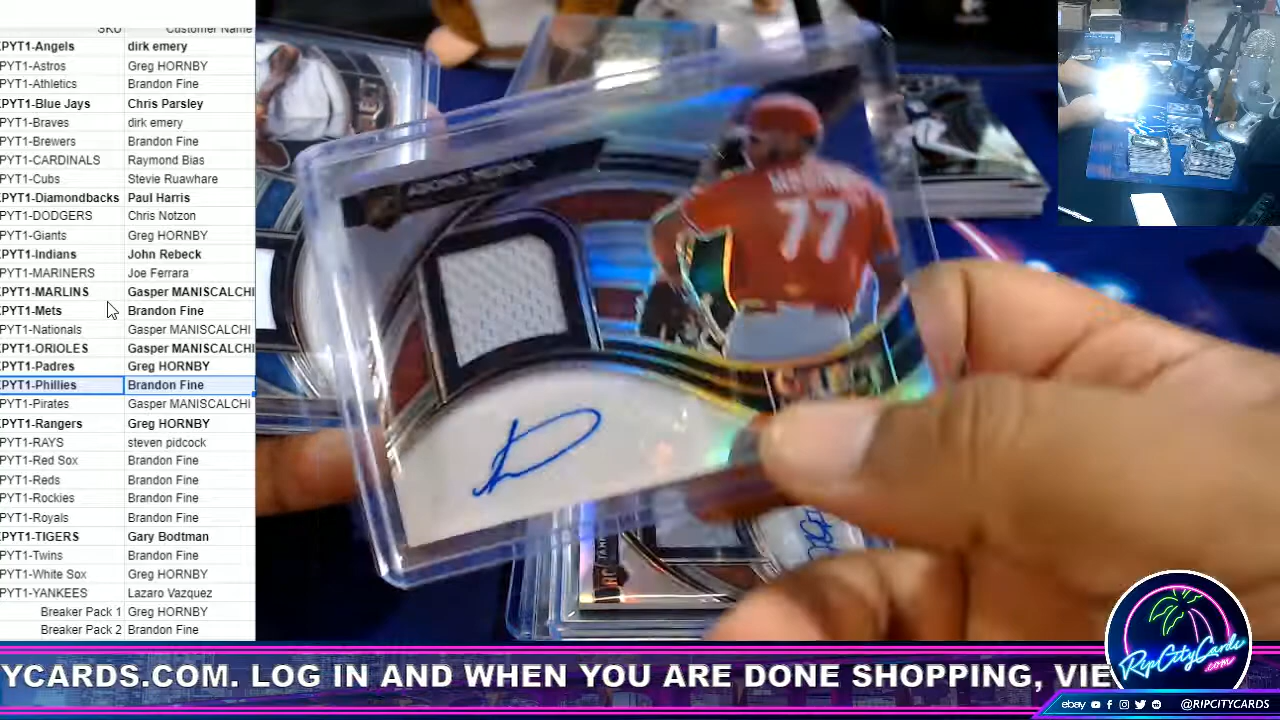 SKU Customer Name
PYT1-Angels dirk emery
PYT1-Astros Greg HORNBY
PYT1-Athletics Brandon Fine
PYT1-Blue Jays Chris Parsley
PYT1-Braves dirk emery
PYT1-Brewers Brandon Fine
PYT1-CARDINALS Raymond Bias
PYT1-Cubs Stevie Ruawhare
PYT1-Diamondbacks Paul Harris
PYT1-DODGERS Chris Notzon
PYT1-Giants Greg HORNBY
PYT1-Indians John Rebeck
PYT1-MARINERS Joe Ferrara
PYT1-MARLINS Gasper MANISCALCHI
PYT1-Mets Brandon Fine
PYT1-Nationals Gasper MANISCALCHI
PYT1-ORIOLES Gasper MANISCALCHI
PYT1-Padres Greg HORNBY
PYT1-Phillies Brandon Fine
PYT1-Pirates Gasper MANISCALCHI
PYT1-Rangers Greg HORNBY
PYT1-RAYS steven pidcock
PYT1-Red Sox Brandon Fine
PYT1-Reds Brandon Fine
PYT1-Rockies Brandon Fine
PYT1-Royals Brandon Fine
PYT1-TIGERS Gary Bodtman
PYT1-Twins Brandon Fine
PYT1-White Sox Greg HORNBY
PYT1-YANKEES Lazaro Vazquez
Breaker Pack 1 Greg HORNBY
Breaker Pack 2 Brandon Fine
77
SELECT
YCARDS.COM. LOG IN AND WHEN YOU ARE DONE SHOPPING, VIE
RipCityCards
.com
ebay @RIPCITYCARDS